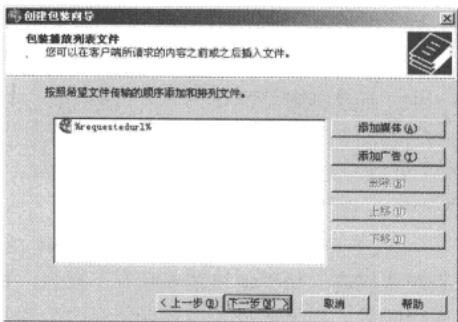 创建包装向导
包装播放列表文件
您可以在客户端所请求的内容之前或之后插入文件。
按照希望文件传输的顺序添加和排列文件。
%requestedurl%
添加媒体(A)
添加广告(T)
删除(R)
上移(U)
下移(D)
<上一步(B) 下一步(N)> 取消 帮助